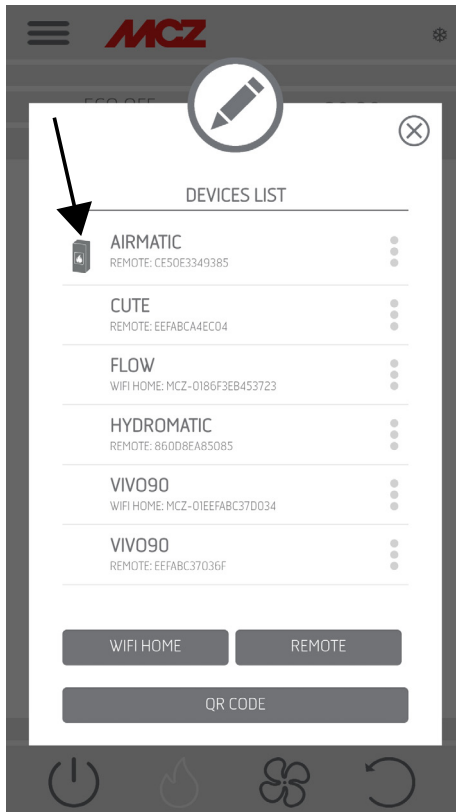 MCZ
DEVICES LIST
AIRMATIC
REMOTE: CE50E3349385
CUTE
REMOTE: EEFABCA4EC04
FLOW
WIFI HOME: MCZ-0186F3EB453723
HYDROMATIC
REMOTE: 860D8EA85085
VIVO90
WIFI HOME: MCZ-01EEFABC37D034
VIVO90
REMOTE: EEFABC37036F
WIFI HOME
REMOTE
QR CODE